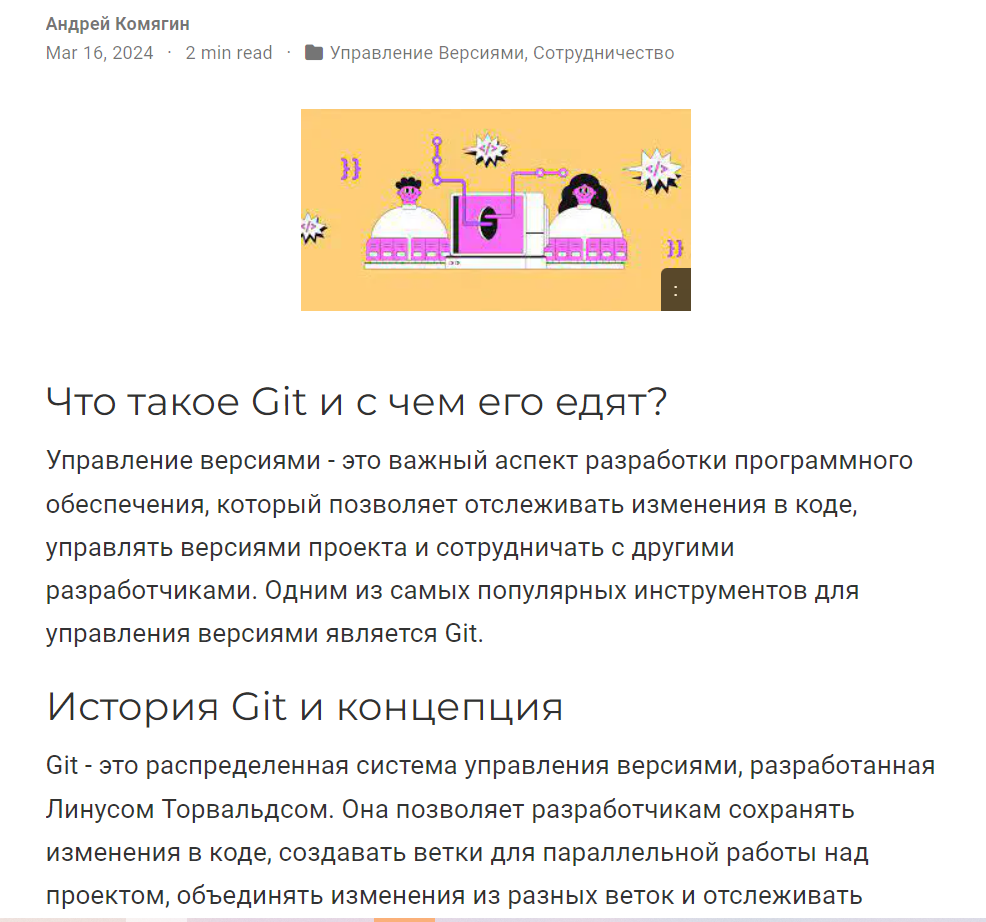 Андрей Комягин
Mar 16, 2024 · 2 min read · Управление Версиями, Сотрудничество
}}
</>
</>
</>
}}
:
Что такое Git и с чем его едят?
Управление версиями - это важный аспект разработки программного
обеспечения, который позволяет отслеживать изменения в коде,
управлять версиями проекта и сотрудничать с другими
разработчиками. Одним из самых популярных инструментов для
управления версиями является Git.
История Git и концепция
Git - это распределенная система управления версиями, разработанная
Линусом Торвальдсом. Она позволяет разработчикам сохранять
изменения в коде, создавать ветки для параллельной работы над
проектом, объединять изменения из разных веток и отслеживать